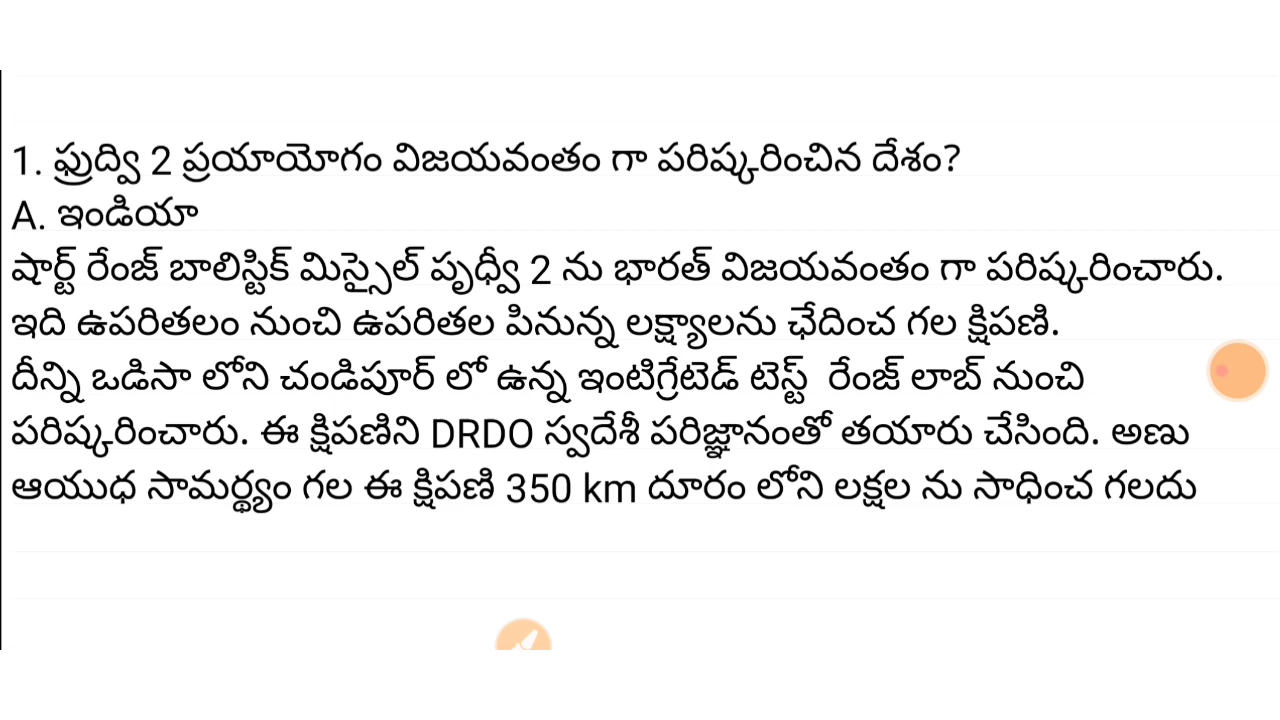 1. ఫ్రుద్వి 2 ప్రయాయోగం విజయవంతం గా పరిష్కరించిన దేశం?
A. ఇండియా
షార్ట్ రేంజ్ బాలిస్టిక్ మిస్సైల్ పృధ్వీ 2 ను భారత్ విజయవంతం గా పరిష్కరించారు.
ఇది ఉపరితలం నుంచి ఉపరితల పినున్న లక్ష్యాలను ఛేదించ గల క్షిపణి.
దీన్ని ఒడిసా లోని చండిపూర్ లో ఉన్న ఇంటిగ్రేటెడ్ టెస్ట్ రేంజ్ లాబ్ నుంచి
పరిష్కరించారు. ఈ క్షిపణిని DRDO స్వదేశీ పరిజ్ఞానంతో తయారు చేసింది. అణు
ఆయుధ సామర్థ్యం గల ఈ క్షిపణి 350 km దూరం లోని లక్షల ను సాధించ గలదు